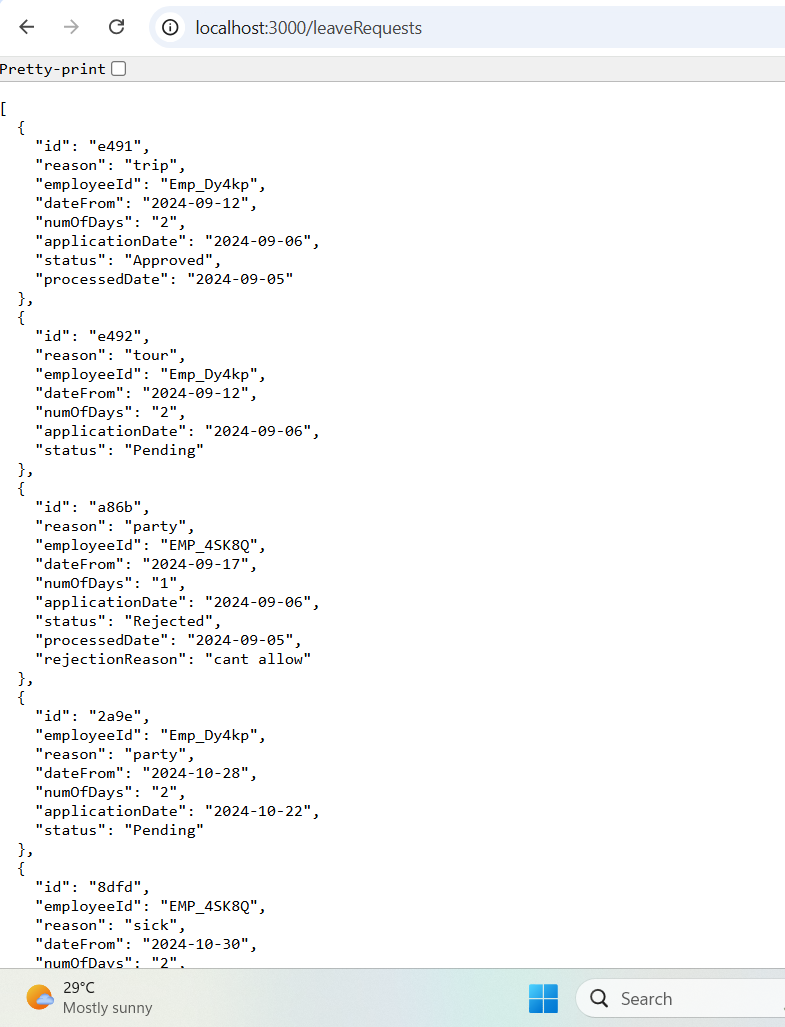 localhost:3000/leaveRequests
Pretty-print
[
  {
    "id": "e491",
    "reason": "trip",
    "employeeId": "Emp_Dy4kp",
    "dateFrom": "2024-09-12",
    "numOfDays": "2",
    "applicationDate": "2024-09-06",
    "status": "Approved",
    "processedDate": "2024-09-05"
  },
  {
    "id": "e492",
    "reason": "tour",
    "employeeId": "Emp_Dy4kp",
    "dateFrom": "2024-09-12",
    "numOfDays": "2",
    "applicationDate": "2024-09-06",
    "status": "Pending"
  },
  {
    "id": "a86b",
    "reason": "party",
    "employeeId": "EMP_4SK8Q",
    "dateFrom": "2024-09-17",
    "numOfDays": "1",
    "applicationDate": "2024-09-06",
    "status": "Rejected",
    "processedDate": "2024-09-05",
    "rejectionReason": "cant allow"
  },
  {
    "id": "2a9e",
    "employeeId": "Emp_Dy4kp",
    "reason": "party",
    "dateFrom": "2024-10-28",
    "numOfDays": "2",
    "applicationDate": "2024-10-22",
    "status": "Pending"
  },
  {
    "id": "8dfd",
    "employeeId": "EMP_4SK8Q",
    "reason": "sick",
    "dateFrom": "2024-10-30",
    "numOfDays": "2",
29°C
Mostly sunny
Search